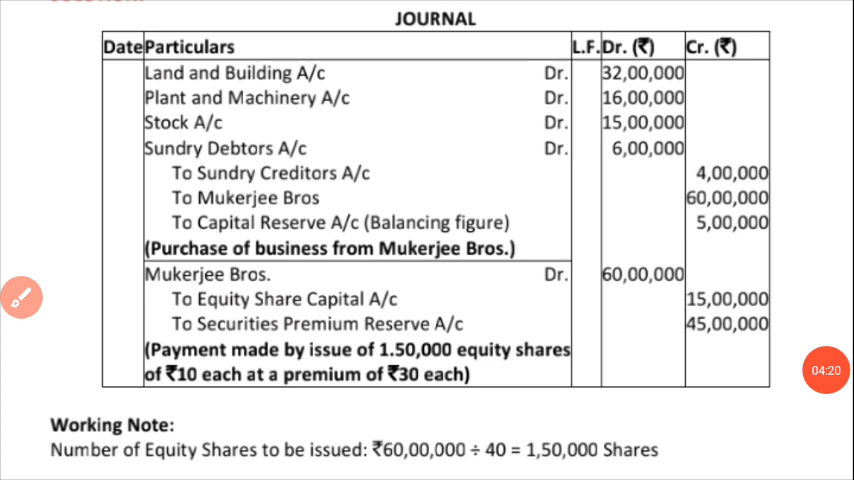 JOURNAL
Date Particulars L.F. Dr. (₹) Cr. (₹)
Land and Building A/c Dr. 32,00,000
Plant and Machinery A/c Dr. 16,00,000
Stock A/c Dr. 15,00,000
Sundry Debtors A/c Dr. 6,00,000
To Sundry Creditors A/c 4,00,000
To Mukerjee Bros 60,00,000
To Capital Reserve A/c (Balancing figure) 5,00,000
(Purchase of business from Mukerjee Bros.)
Mukerjee Bros. Dr. 60,00,000
To Equity Share Capital A/c 15,00,000
To Securities Premium Reserve A/c 45,00,000
(Payment made by issue of 1.50,000 equity shares
of ₹10 each at a premium of ₹30 each)
04:20
Working Note:
Number of Equity Shares to be issued: ₹60,00,000 ÷ 40 = 1,50,000 Shares